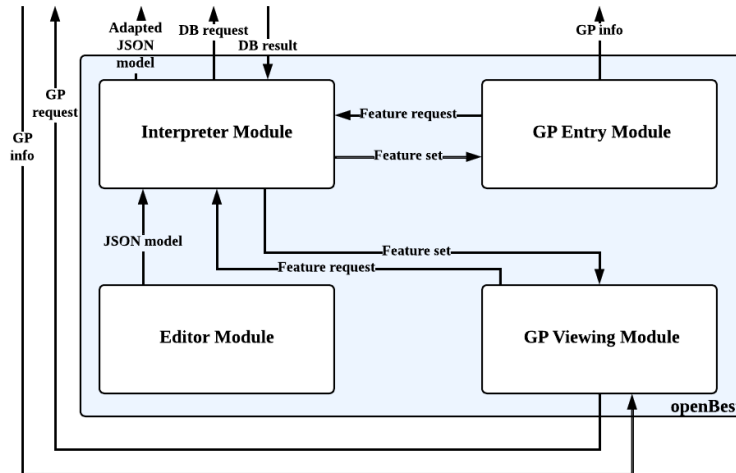 Adapted
JSON
model
DB request
DB result
GP info
GP
request
GP
info
Interpreter Module
Feature request
Feature set
GP Entry Module
JSON model
Feature set
Feature request
Editor Module
GP Viewing Module
openBest